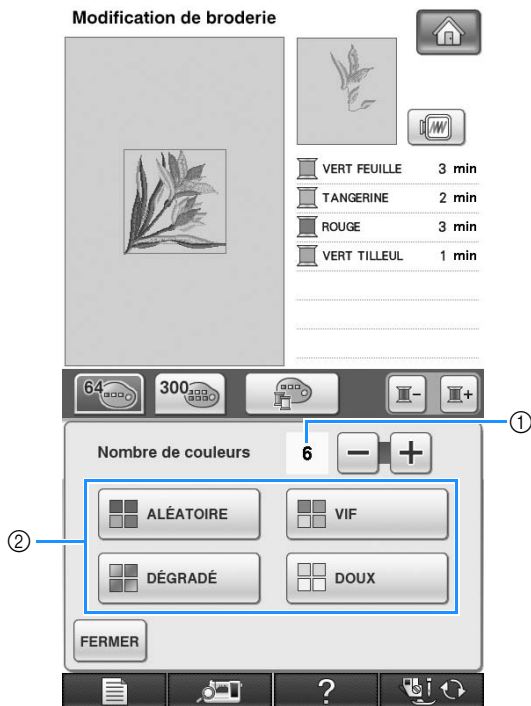 Modification de broderie
VERT FEUILLE 3 min
TANGERINE 2 min
ROUGE 3 min
VERT TILLEUL 1 min
64 300 - +
①
Nombre de couleurs 6 - +
②
ALÉATOIRE VIF
DÉGRADÉ DOUX
FERMER
? i